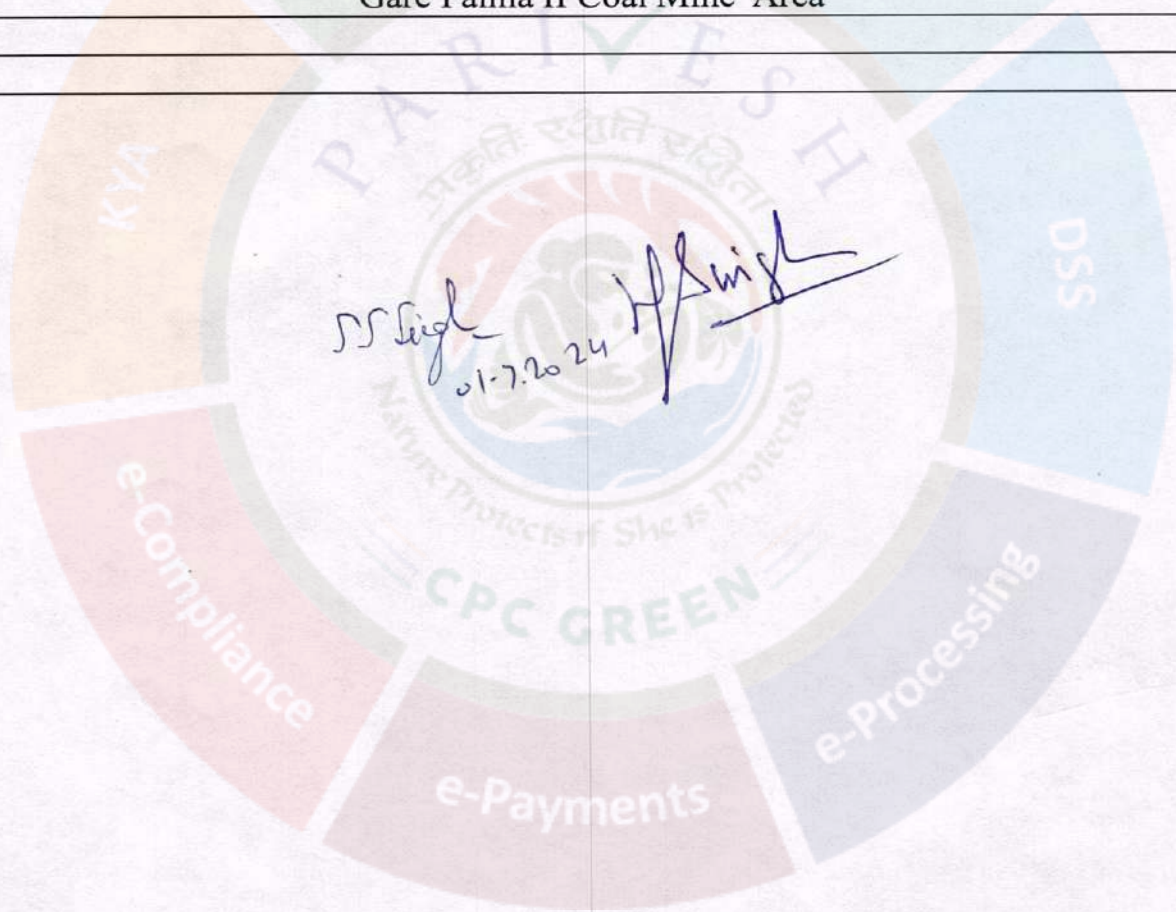 Gare Palma II Coal Mine Area
PARIVESH
KYA
प्रकृतिः रक्षति रक्षिता
DSS
SS Singh
01-7.2024
Singh
Nature Protects if She is Protected
CPC GREEN
e-Compliance
e-Processing
e-Payments